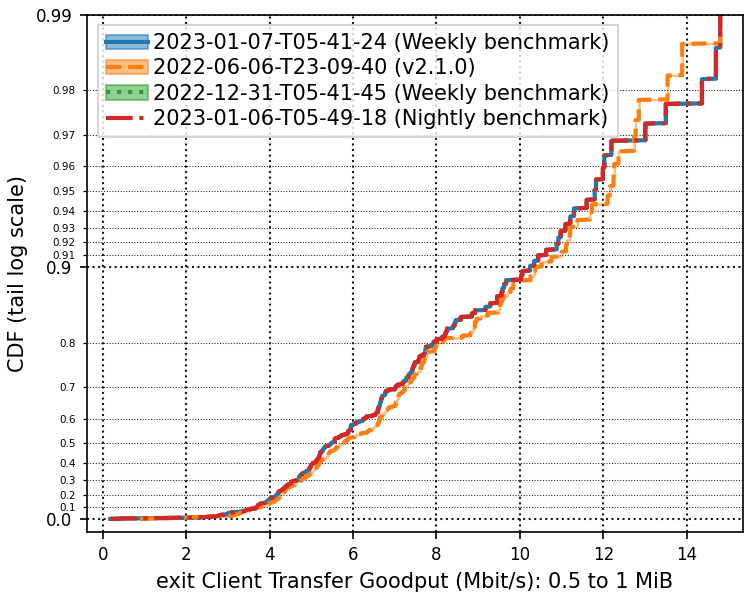 0.99
2023-01-07-T05-41-24 (Weekly benchmark)
2022-06-06-T23-09-40 (v2.1.0)
2022-12-31-T05-41-45 (Weekly benchmark)
2023-01-06-T05-49-18 (Nightly benchmark)
0.98
0.97
0.96
0.95
0.94
0.93
0.92
0.91
0.9
0.8
0.7
0.6
0.5
0.4
0.3
0.2
0.1
0.0
CDF (tail log scale)
0 2 4 6 8 10 12 14
exit Client Transfer Goodput (Mbit/s): 0.5 to 1 MiB